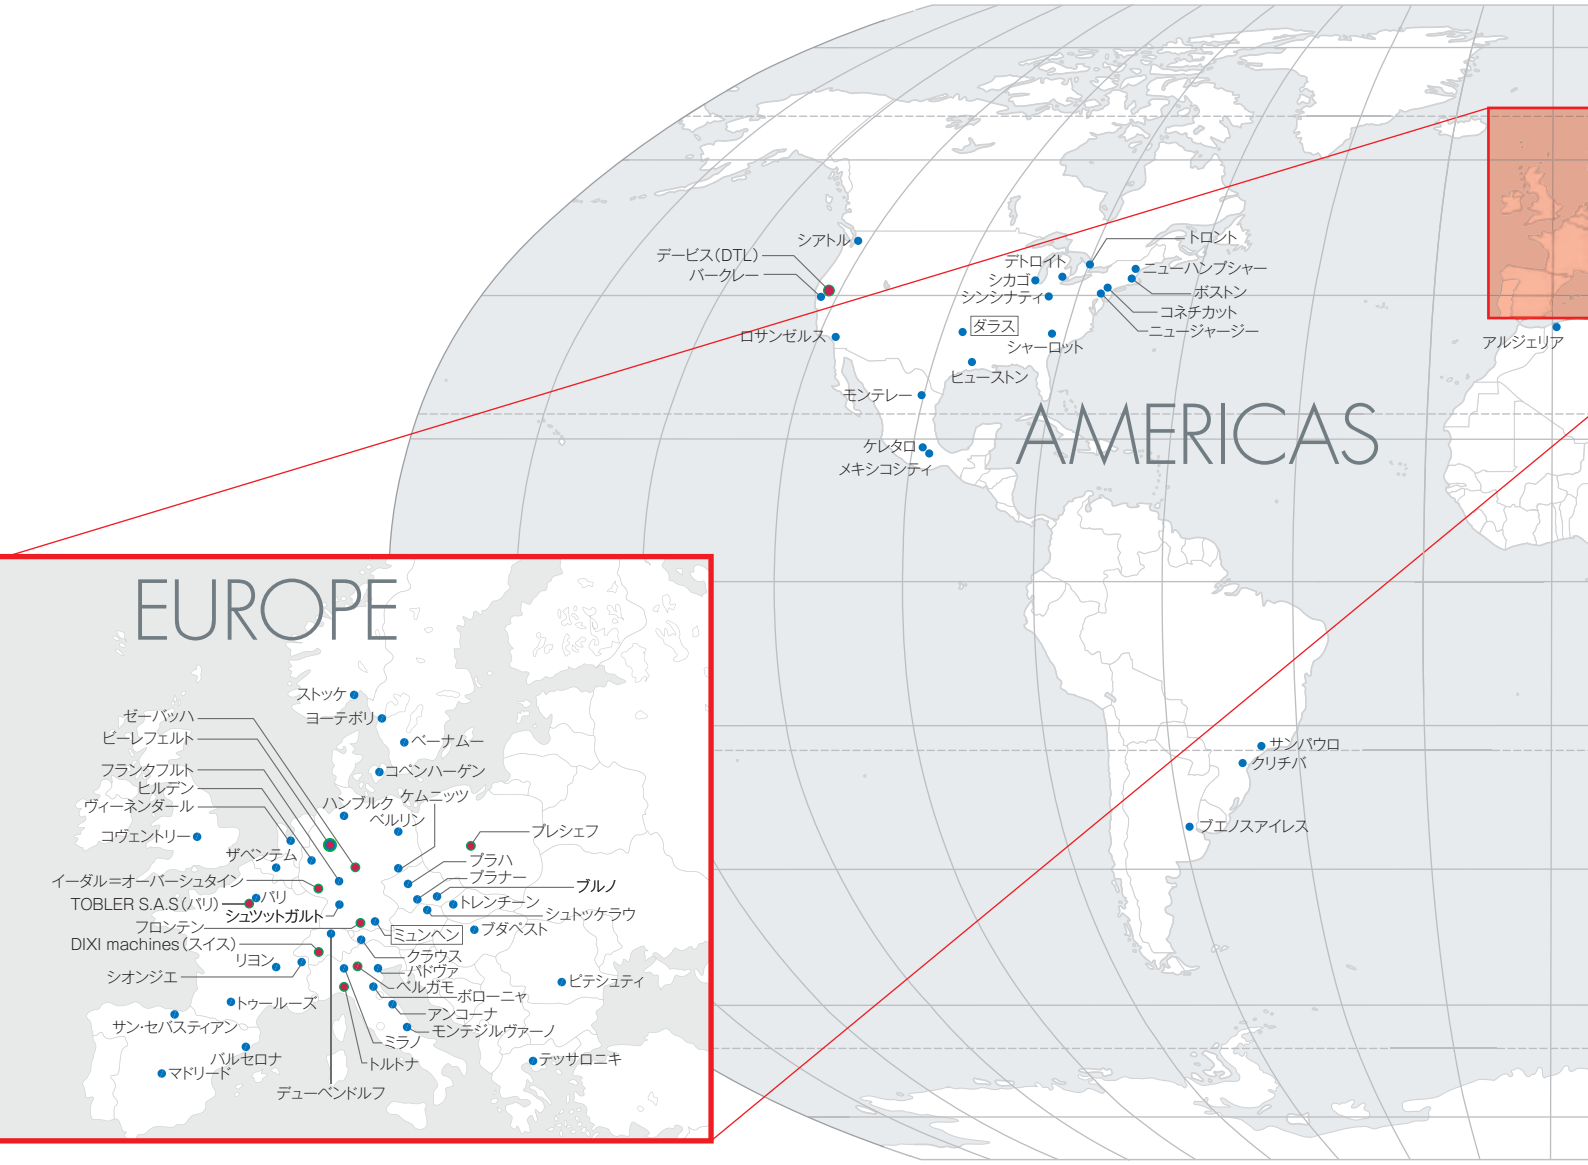 シアトル
トロント
デービス(DTL)
デトロイト
ニューハンプシャー
バークレー
シカゴ
ボストン
シンシナティ
コネチカット
ダラス
ニュージャージー
ロサンゼルス
シャーロット
アルジェリア
ヒューストン
モンテレー
AMERICAS
ケレタロ
メキシコシティ
サンパウロ
クリチバ
ブエノスアイレス
EUROPE
ストッケ
ゼーバッハ
ヨーテボリ
ビーレフェルト
ベーナムー
フランクフルト
コペンハーゲン
ヒルデン
ケムニッツ
ヴィーネンダール
ハンブルク
ベルリン
コヴェントリー
プレシェフ
ザベンテム
プラハ
プラナー
イーダル=オーバーシュタイン
ブルノ
パリ
TOBLER S.A.S(パリ)
トレンチーン
シュツットガルト
シュトッケラウ
フロンテン
ミュンヘン
ブダペスト
DIXI machines(スイス)
クラウス
リヨン
パドヴァ
シオンジエ
ベルガモ
ピテシュティ
ボローニャ
トゥールーズ
アンコーナ
サン・セバスティアン
モンテジルヴァーノ
ミラノ
バルセロナ
トルトナ
テッサロニキ
マドリード
デューベンドルフ